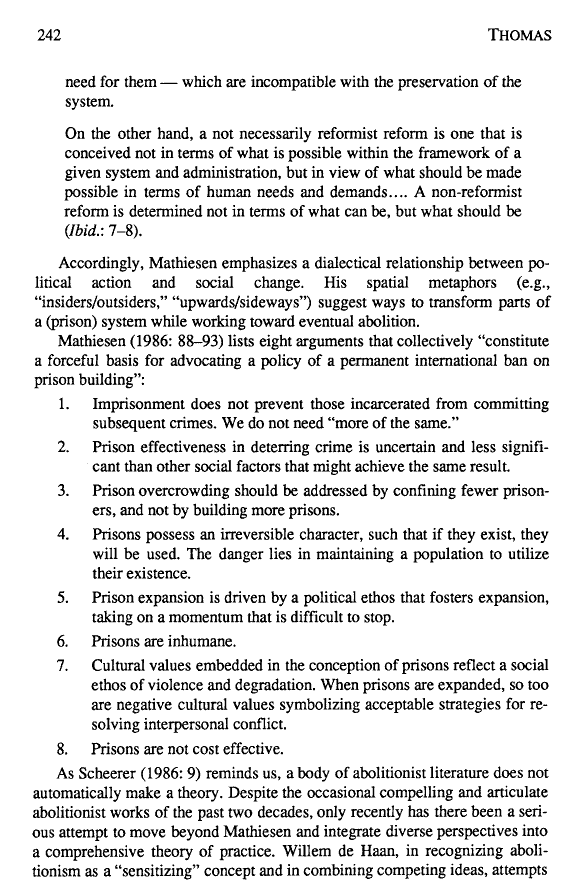 242 THOMAS
need for them — which are incompatible with the preservation of the
system.
On the other hand, a not necessarily reformist reform is one that is
conceived not in terms of what is possible within the framework of a
given system and administration, but in view of what should be made
possible in terms of human needs and demands.... A non-reformist
reform is determined not in terms of what can be, but what should be
(Ibid.: 7–8).
Accordingly, Mathiesen emphasizes a dialectical relationship between po-
litical action and social change. His spatial metaphors (e.g.,
“insiders/outsiders,” “upwards/sideways”) suggest ways to transform parts of
a (prison) system while working toward eventual abolition.
Mathiesen (1986: 88–93) lists eight arguments that collectively “constitute
a forceful basis for advocating a policy of a permanent international ban on
prison building”:
1. Imprisonment does not prevent those incarcerated from committing
subsequent crimes. We do not need “more of the same.”
2. Prison effectiveness in deterring crime is uncertain and less signifi-
cant than other social factors that might achieve the same result.
3. Prison overcrowding should be addressed by confining fewer prison-
ers, and not by building more prisons.
4. Prisons possess an irreversible character, such that if they exist, they
will be used. The danger lies in maintaining a population to utilize
their existence.
5. Prison expansion is driven by a political ethos that fosters expansion,
taking on a momentum that is difficult to stop.
6. Prisons are inhumane.
7. Cultural values embedded in the conception of prisons reflect a social
ethos of violence and degradation. When prisons are expanded, so too
are negative cultural values symbolizing acceptable strategies for re-
solving interpersonal conflict.
8. Prisons are not cost effective.
As Scheerer (1986: 9) reminds us, a body of abolitionist literature does not
automatically make a theory. Despite the occasional compelling and articulate
abolitionist works of the past two decades, only recently has there been a seri-
ous attempt to move beyond Mathiesen and integrate diverse perspectives into
a comprehensive theory of practice. Willem de Haan, in recognizing aboli-
tionism as a “sensitizing” concept and in combining competing ideas, attempts